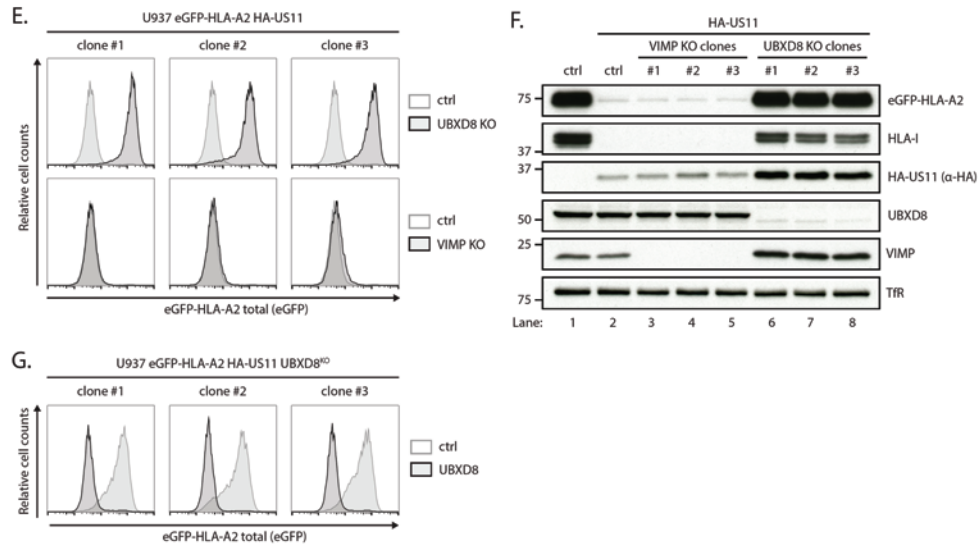 E.
U937 eGFP-HLA-A2 HA-US11
clone #1 clone #2 clone #3
Relative cell counts
ctrl
UBXD8 KO
Relative cell counts
ctrl
VIMP KO
eGFP-HLA-A2 total (eGFP)
F.
HA-US11
VIMP KO clones UBXD8 KO clones
ctrl ctrl #1 #2 #3 #1 #2 #3
75 eGFP-HLA-A2
HLA-I
37
37
HA-US11 (α-HA)
UBXD8
50
25
VIMP
TfR
75
Lane: 1 2 3 4 5 6 7 8
G.
U937 eGFP-HLA-A2 HA-US11 UBXD8ᴷᴼ
clone #1 clone #2 clone #3
Relative cell counts
ctrl
UBXD8
eGFP-HLA-A2 total (eGFP)